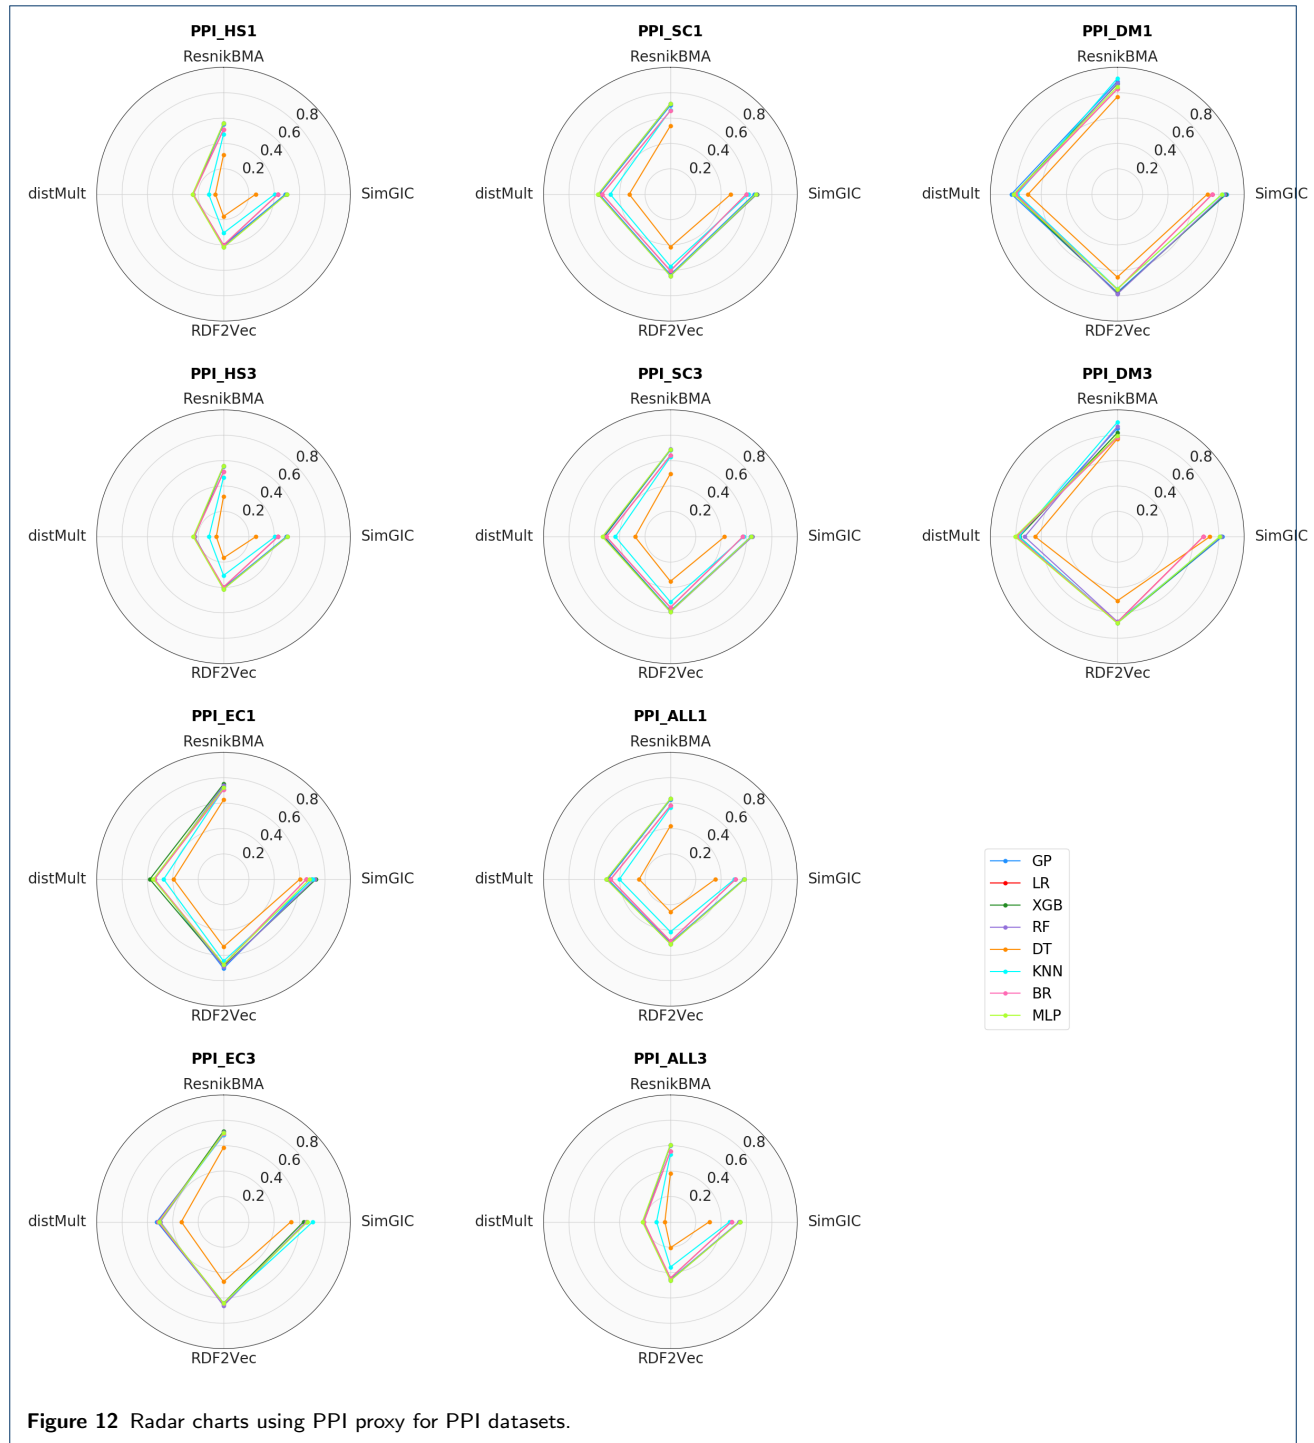 PPI_HS1
ResnikBMA
0.8
0.6
0.4
0.2
distMult
SimGIC
RDF2Vec
PPI_SC1
ResnikBMA
0.8
0.6
0.4
0.2
distMult
SimGIC
RDF2Vec
PPI_DM1
ResnikBMA
0.8
0.6
0.4
0.2
distMult
SimGIC
RDF2Vec
PPI_HS3
ResnikBMA
0.8
0.6
0.4
0.2
distMult
SimGIC
RDF2Vec
PPI_SC3
ResnikBMA
0.8
0.6
0.4
0.2
distMult
SimGIC
RDF2Vec
PPI_DM3
ResnikBMA
0.8
0.6
0.4
0.2
distMult
SimGIC
RDF2Vec
PPI_EC1
ResnikBMA
0.8
0.6
0.4
0.2
distMult
SimGIC
RDF2Vec
PPI_ALL1
ResnikBMA
0.8
0.6
0.4
0.2
distMult
SimGIC
RDF2Vec
GP
LR
XGB
RF
DT
KNN
BR
MLP
PPI_EC3
ResnikBMA
0.8
0.6
0.4
0.2
distMult
SimGIC
RDF2Vec
PPI_ALL3
ResnikBMA
0.8
0.6
0.4
0.2
distMult
SimGIC
RDF2Vec
Figure 12 Radar charts using PPI proxy for PPI datasets.